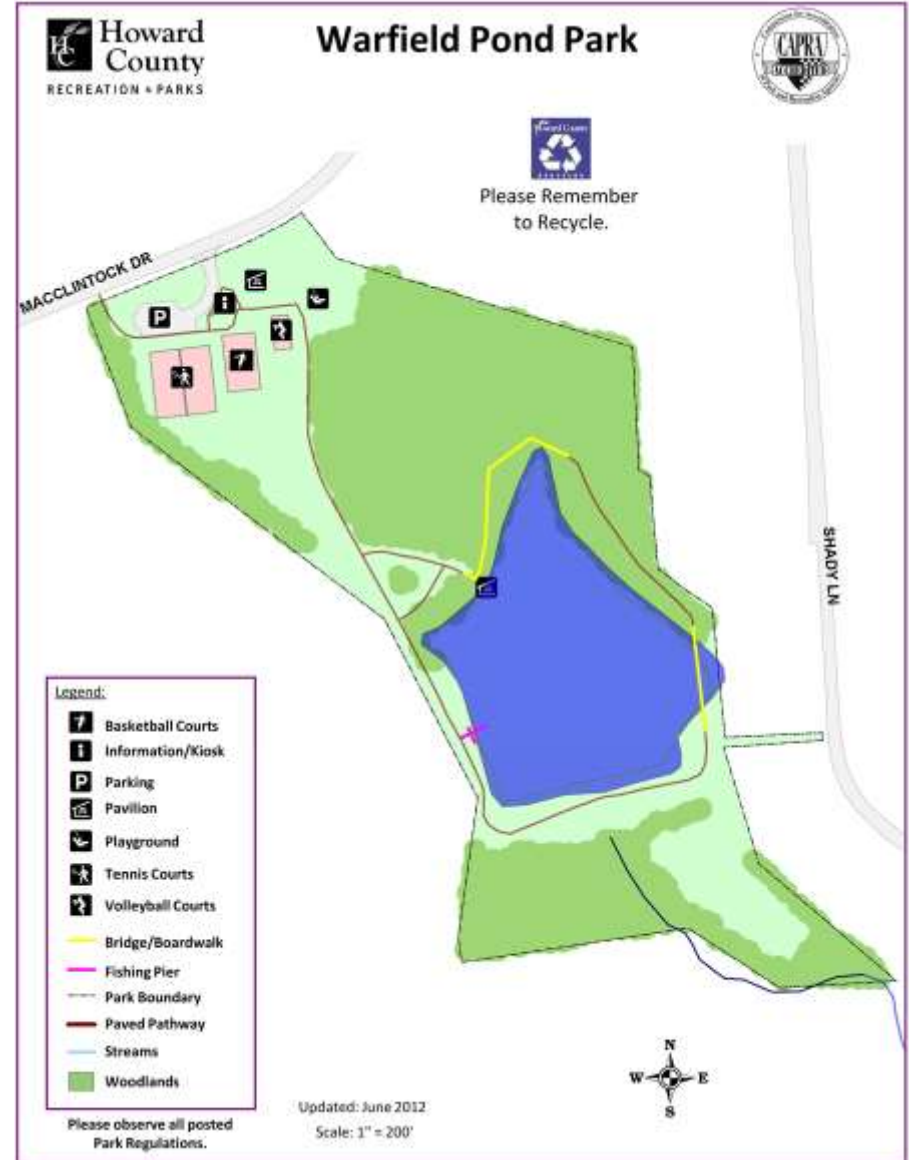 Howard
County
RECREATION & PARKS
Warfield Pond Park
CAPRA
Please Remember
to Recycle.
MACCLINTOCK DR
P
SHADY LN
Legend:
Basketball Courts
Information/Kiosk
P Parking
Pavilion
Playground
Tennis Courts
Volleyball Courts
Bridge/Boardwalk
Fishing Pier
Park Boundary
Paved Pathway
Streams
Woodlands
Please observe all posted
Park Regulations.
Updated: June 2012
Scale: 1" = 200'
N
W E
S